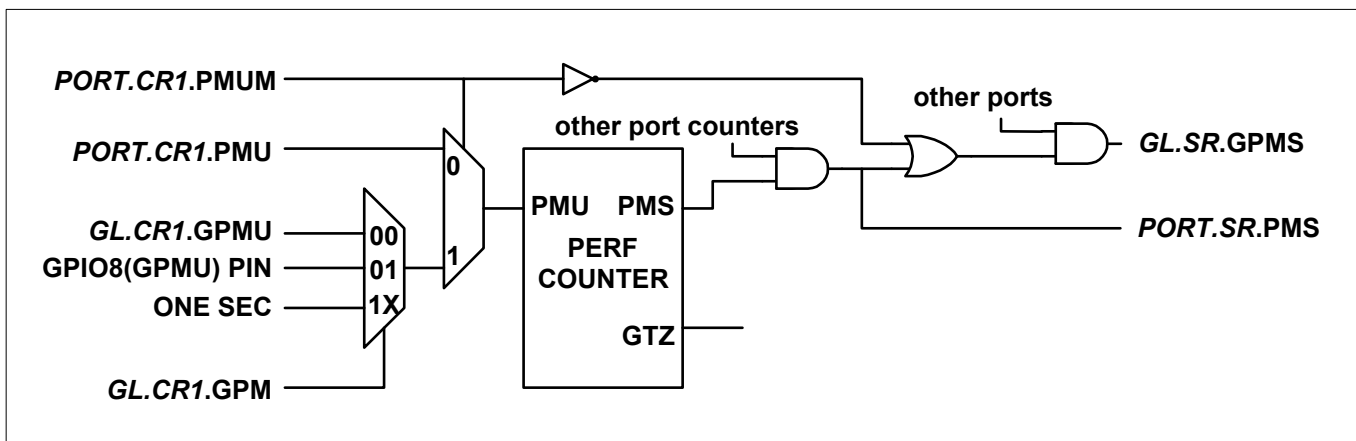 PORT.CR1.PMUM
other ports
other port counters
PORT.CR1.PMU
0
GL.SR.GPMS
PMU PMS
GL.CR1.GPMU
00
PORT.SR.PMS
GPIO8(GPMU) PIN
01
1
PERF
COUNTER
ONE SEC
1X
GTZ
GL.CR1.GPM